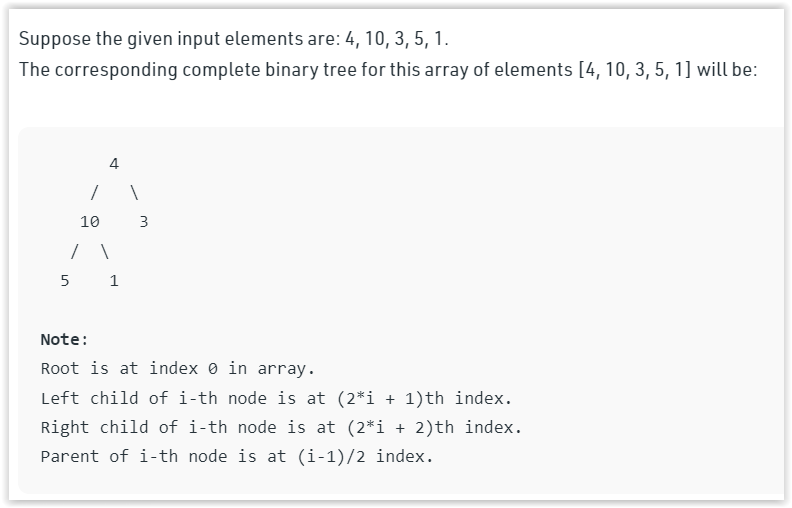 Suppose the given input elements are: 4, 10, 3, 5, 1.
The corresponding complete binary tree for this array of elements [4, 10, 3, 5, 1] will be:
4
/ \
10 3
/ \
5 1
Note:
Root is at index 0 in array.
Left child of i-th node is at (2*i + 1)th index.
Right child of i-th node is at (2*i + 2)th index.
Parent of i-th node is at (i-1)/2 index.